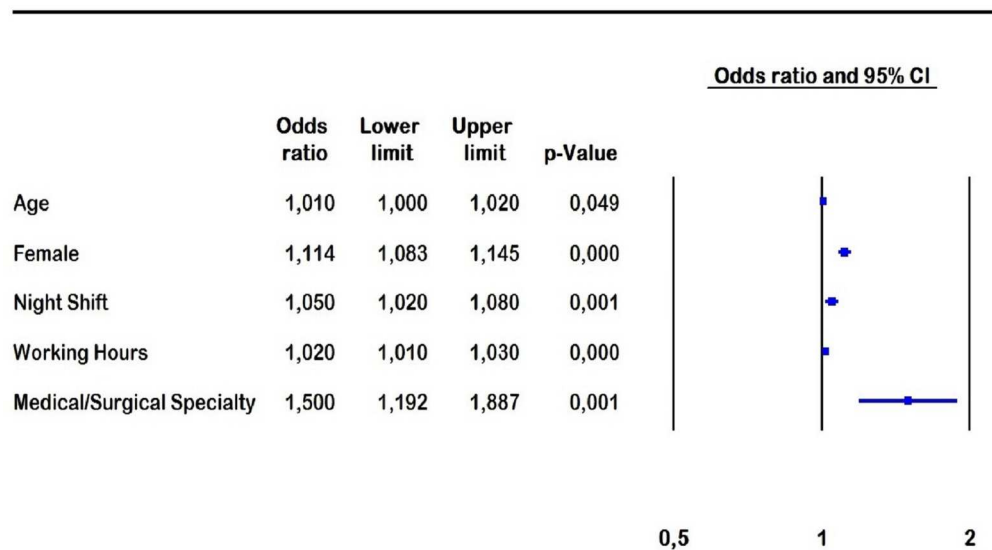 Odds ratio and 95% CI
Odds Lower Upper
ratio limit limit p-Value
Age 1,010 1,000 1,020 0,049
Female 1,114 1,083 1,145 0,000
Night Shift 1,050 1,020 1,080 0,001
Working Hours 1,020 1,010 1,030 0,000
Medical/Surgical Specialty 1,500 1,192 1,887 0,001
0,5 1 2